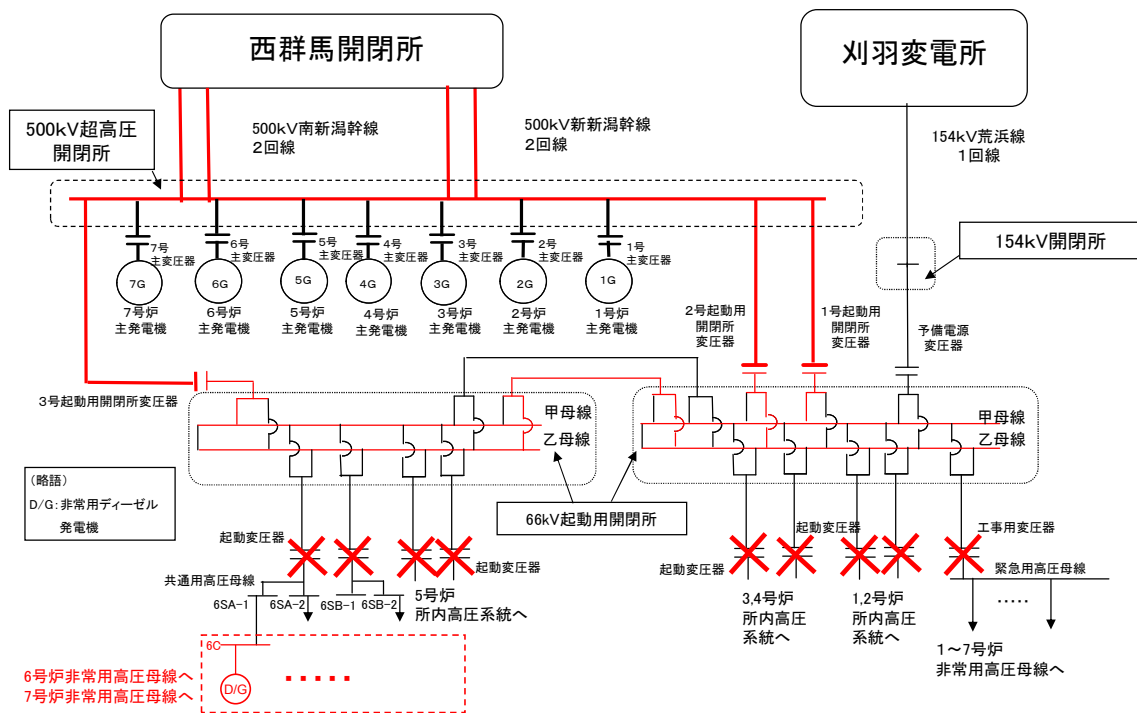 西群馬開閉所
刈羽変電所
500kV超高圧
開閉所
500kV南新潟幹線
2回線
500kV新新潟幹線
2回線
154kV荒浜線
1回線
154kV開閉所
7号
主変圧器
6号
主変圧器
5号
主変圧器
4号
主変圧器
3号
主変圧器
2号
主変圧器
1号
主変圧器
7G
6G
5G
4G
3G
2G
1G
7号炉
主発電機
6号炉
主発電機
5号炉
主発電機
4号炉
主発電機
3号炉
主発電機
2号炉
主発電機
1号炉
主発電機
2号起動用
開閉所
変圧器
1号起動用
開閉所
変圧器
予備電源
変圧器
3号起動用開閉所変圧器
甲母線
乙母線
甲母線
乙母線
(略語)
D/G:非常用ディーゼル
発電機
66kV起動用開閉所
起動変圧器
起動変圧器
起動変圧器
起動変圧器
工事用変圧器
共通用高圧母線
6SA-1
6SA-2
6SB-1
6SB-2
5号炉
所内高圧系統へ
3,4号炉
所内高圧
系統へ
1,2号炉
所内高圧
系統へ
緊急用高圧母線
.....
1~7号炉
非常用高圧母線へ
6C
D/G
6号炉非常用高圧母線へ
7号炉非常用高圧母線へ